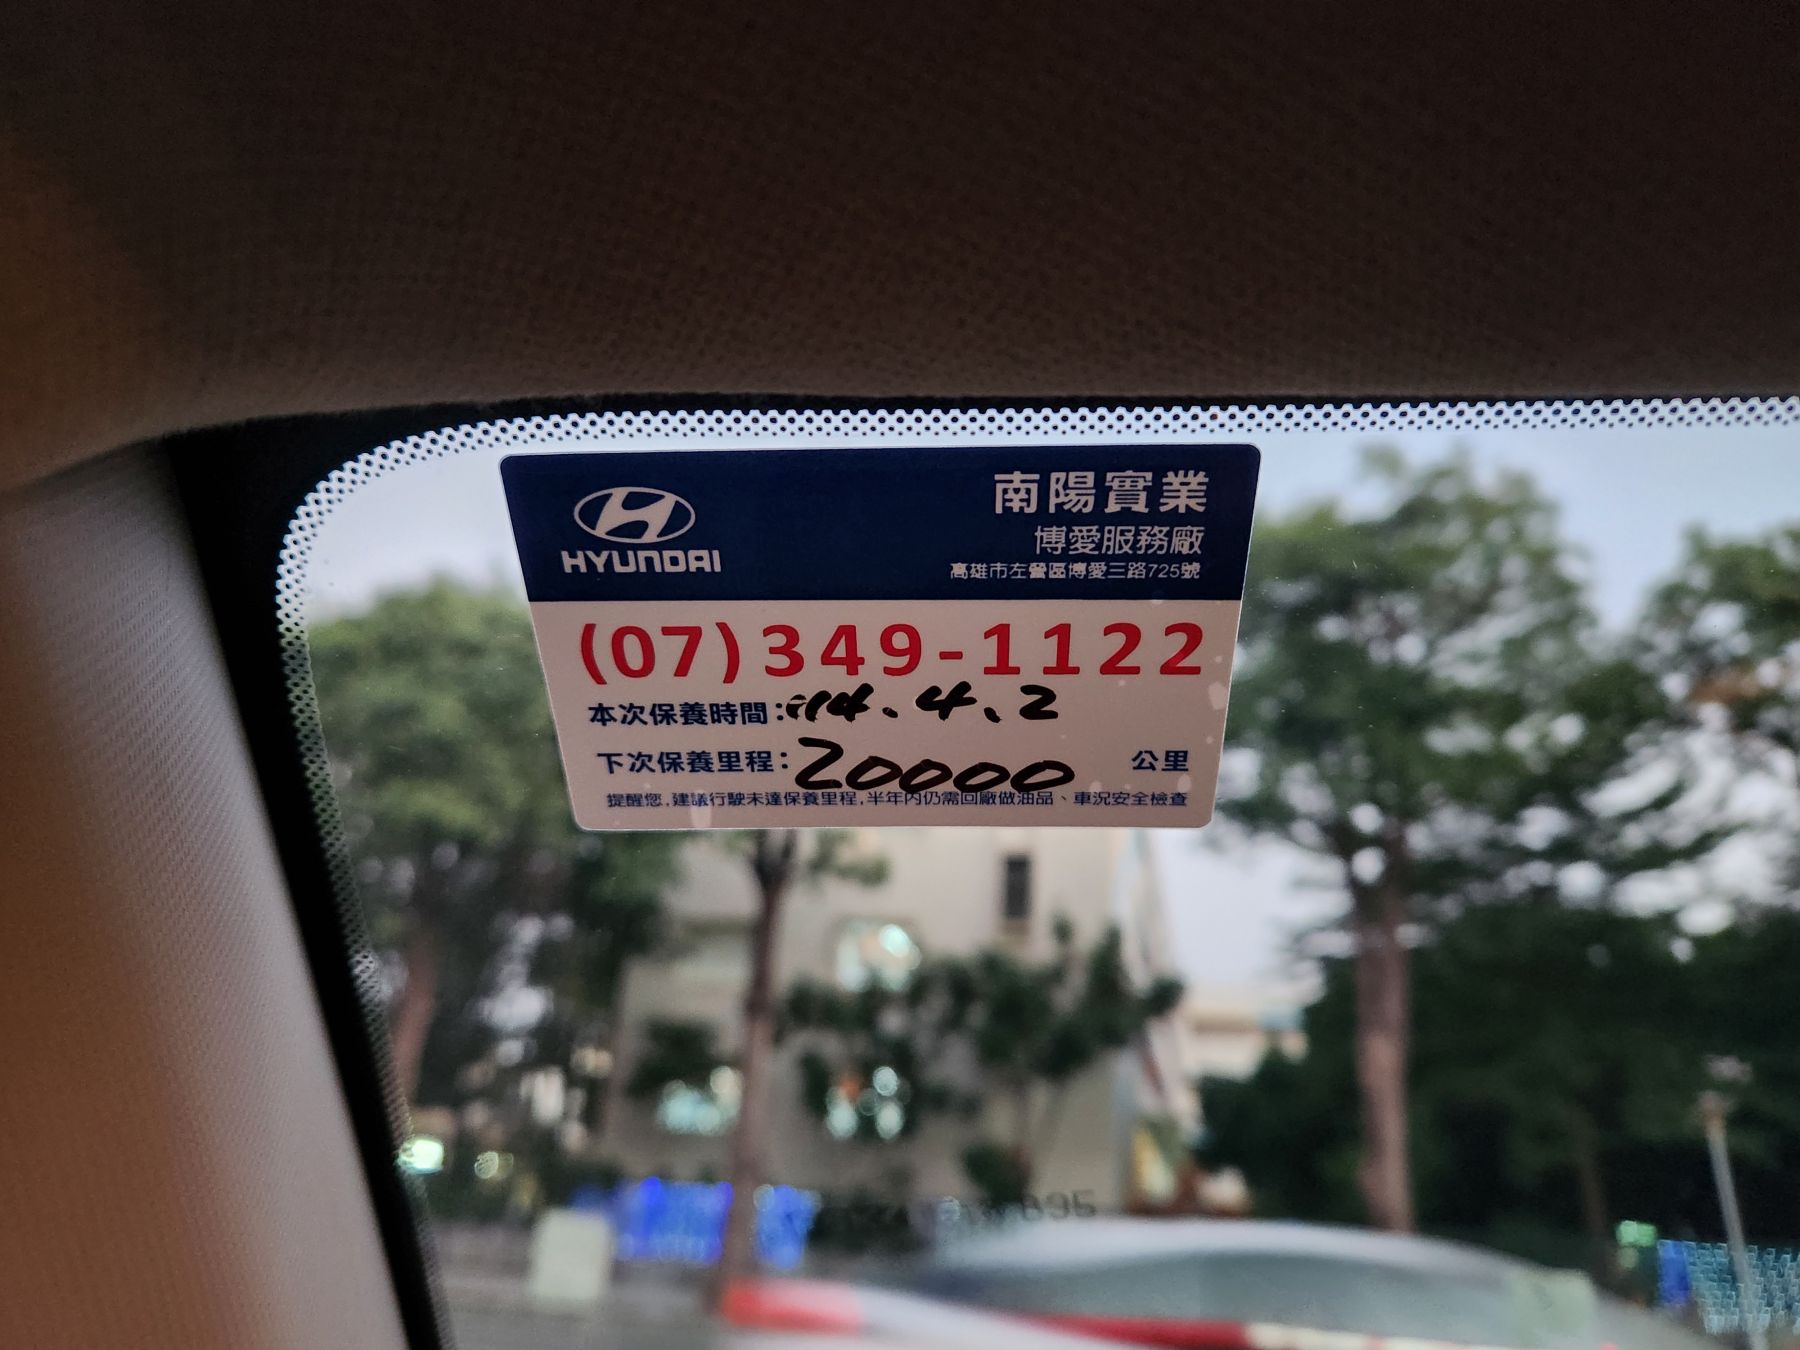 HYUNDAI
南陽實業
博愛服務廠
高雄市左營區博愛三路725號
(07)349-1122
本次保養時間：114.4.2
下次保養里程：20000 公里
提醒您,建議行駛未達保養里程,半年內仍需回廠做油品、車況安全檢查